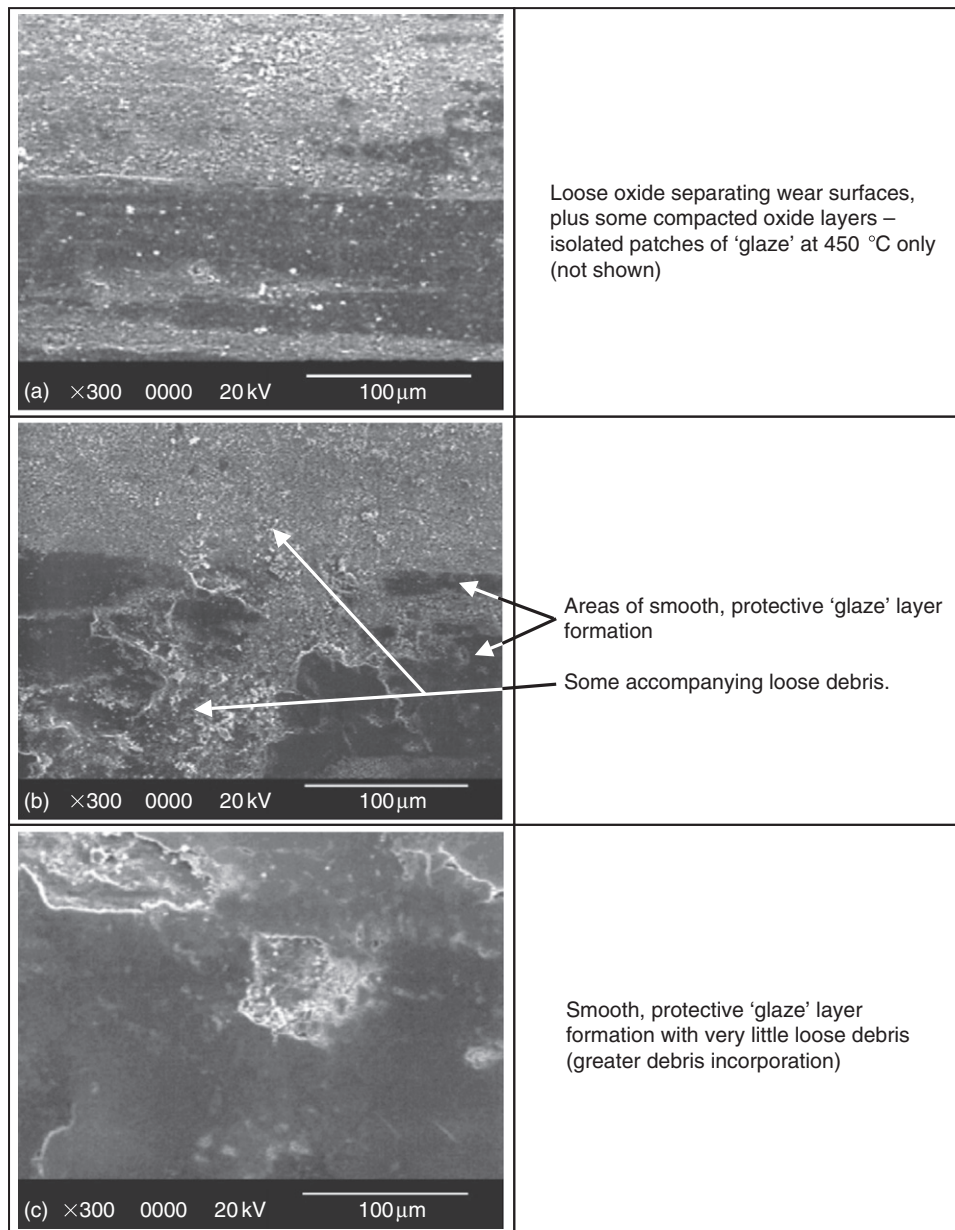 Loose oxide separating wear surfaces,
plus some compacted oxide layers –
isolated patches of ‘glaze’ at 450 °C only
(not shown)
(a) ×300 0000 20 kV 100 μm
Areas of smooth, protective ‘glaze’ layer
formation
Some accompanying loose debris.
(b) ×300 0000 20 kV 100 μm
Smooth, protective ‘glaze’ layer
formation with very little loose debris
(greater debris incorporation)
(c) ×300 0000 20 kV 100 μm